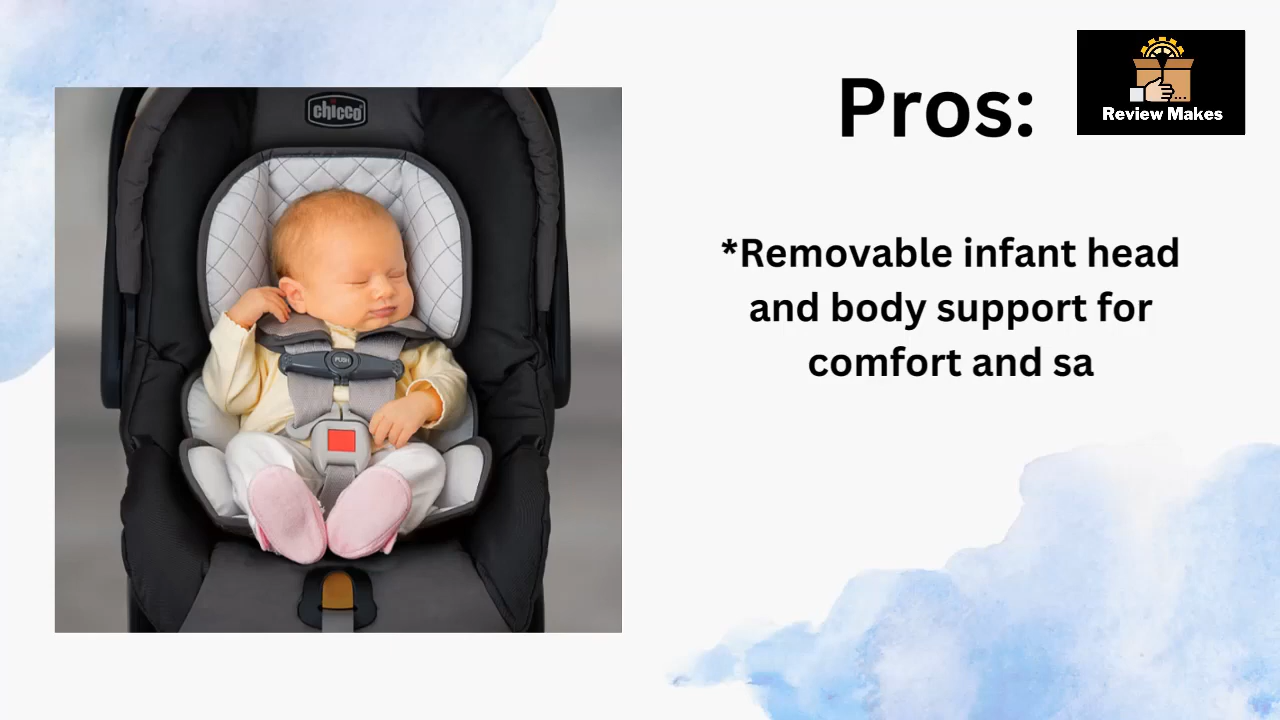 chicco
PUSH
Pros:
Review Makes
*Removable infant head
and body support for
comfort and sa